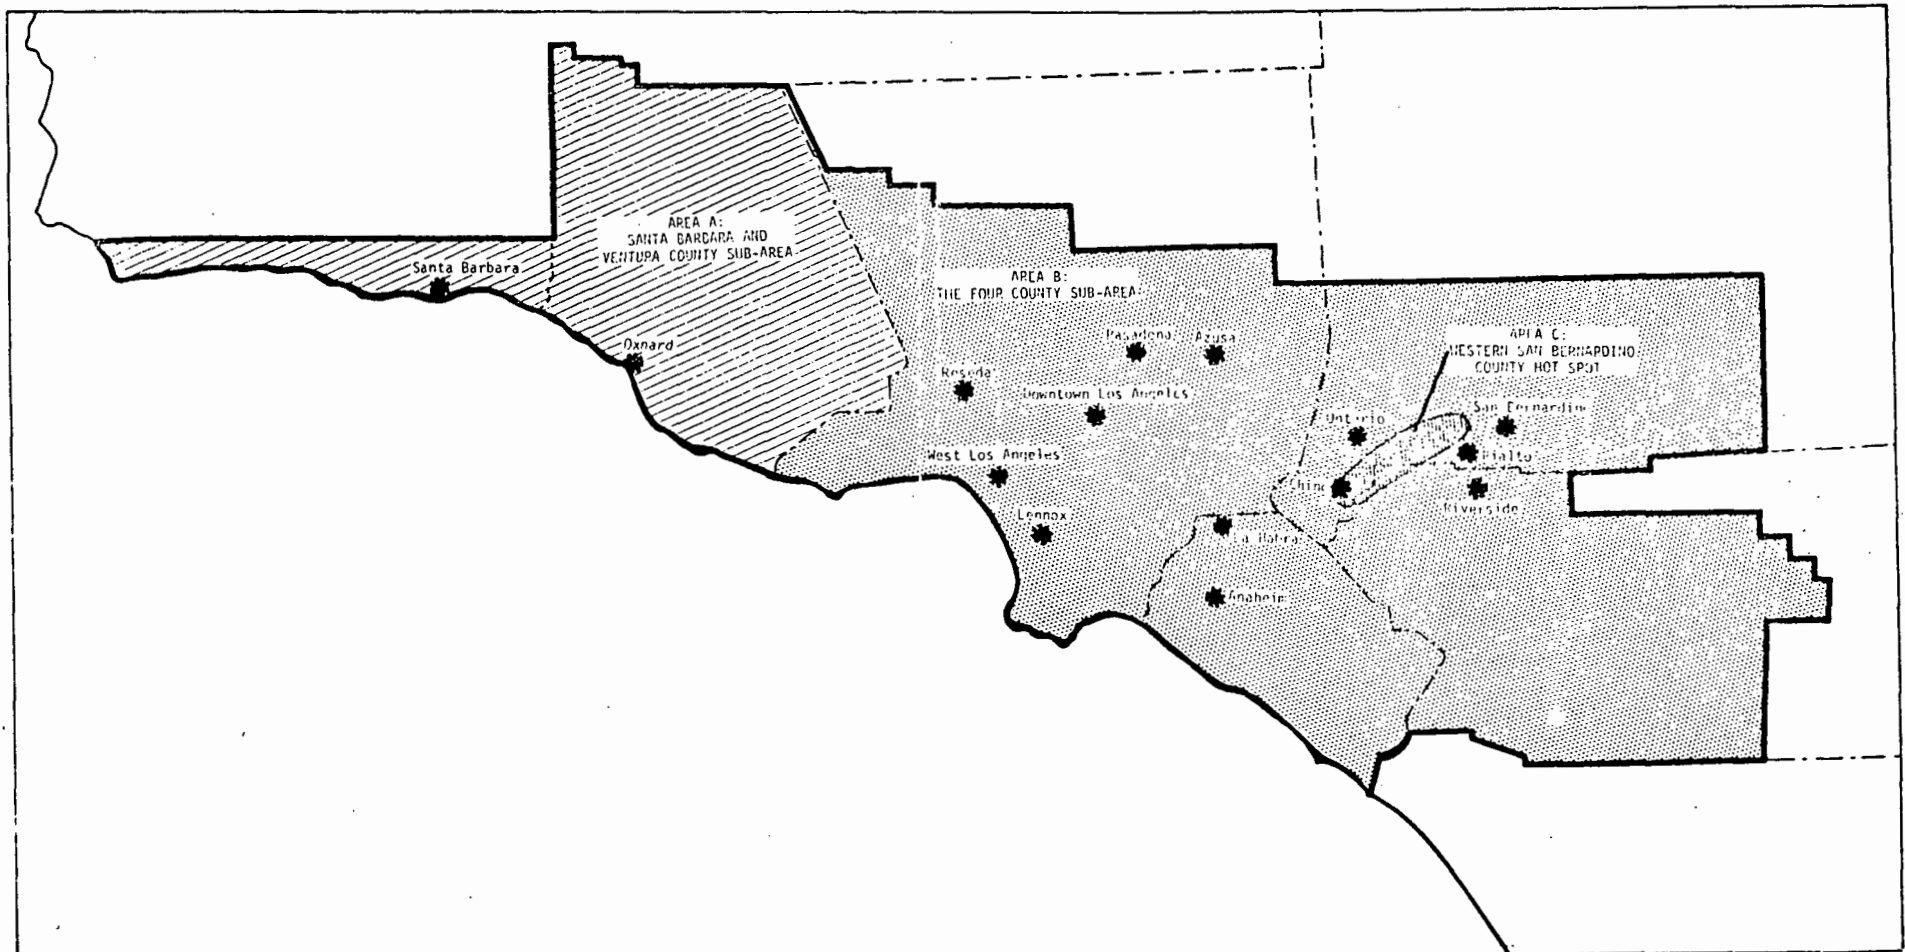 AREA A:
SANTA BARBARA AND
VENTURA COUNTY SUB-AREA
Santa Barbara
Oxnard
AREA B:
THE FOUR COUNTY SUB-AREA
Pasadena
Azusa
Reseda
Downtown Los Angeles
West Los Angeles
Lennox
La Habra
Anaheim
AREA C:
WESTERN SAN BERNARDINO
COUNTY HOT SPOT
Ontario
San Bernardino
Rialto
Chino
Riverside